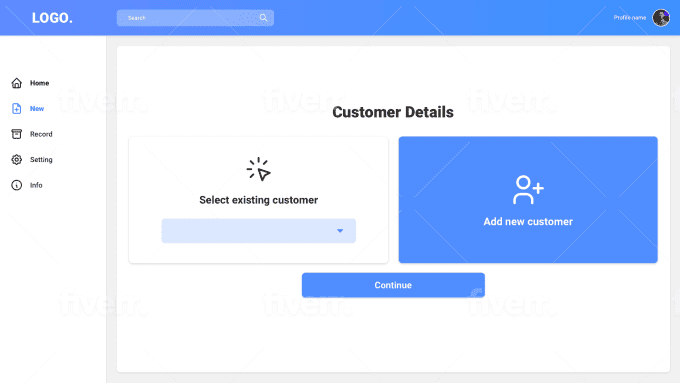 LOGO.
Search
Profile name
Home
New
Record
Setting
Info
Customer Details
Select existing customer
Add new customer
Continue
fiverr.
fiverr.
fiverr.
fiverr.
fiverr.
fiverr.